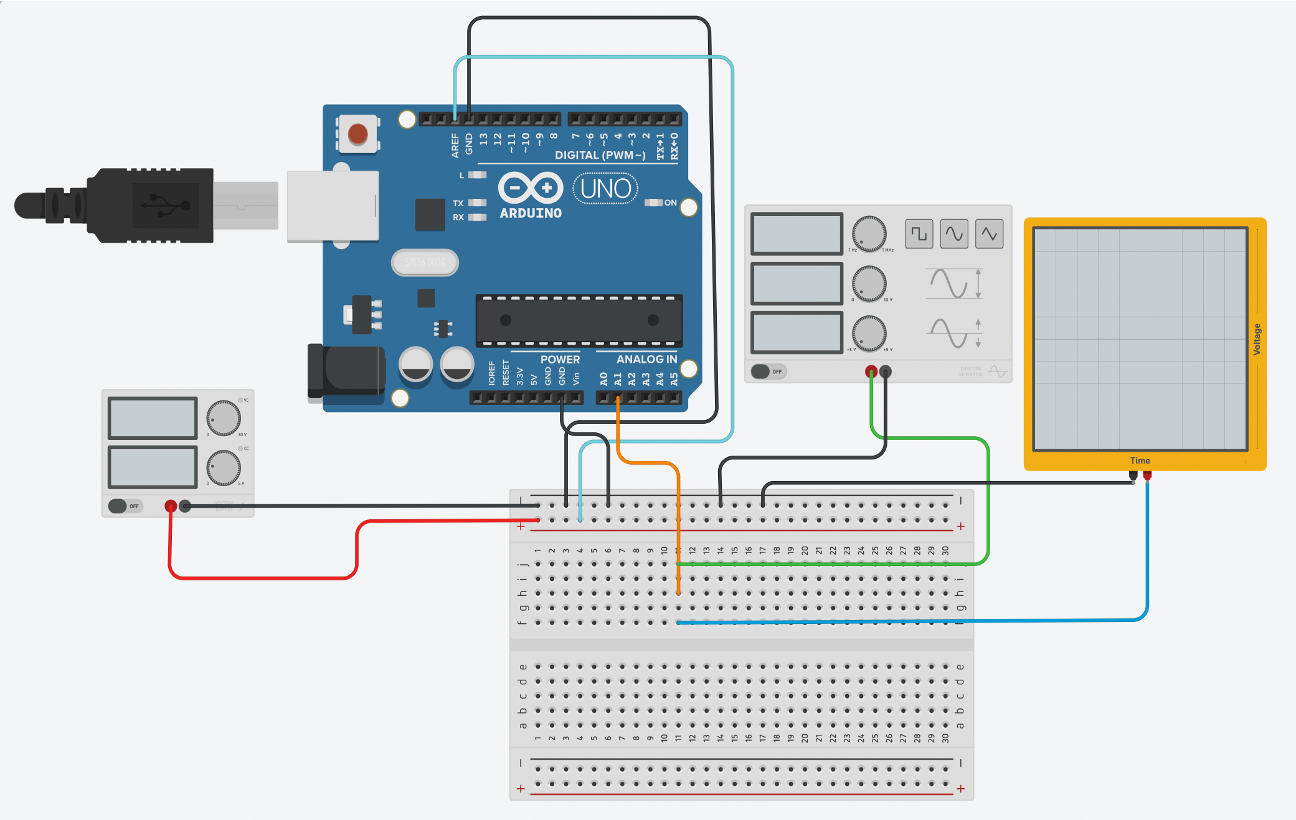 AREF
GND
13
12
~11
~10
~9
8
7
~6
~5
4
~3
2
TX→1
RX←0
DIGITAL (PWM~)
L
TX
RX
UNO
ON
ARDUINO
POWER
ANALOG IN
IOREF
RESET
3.3V
5V
GND
GND
Vin
A0
A1
A2
A3
A4
A5
OFF
OFF
Voltage
Time
- -
+ +
1 2 3 4 5 6 7 8 9 10 11 12 13 14 15 16 17 18 19 20 21 22 23 24 25 26 27 28 29 30
j
i i
h h
g g
f
e e
d d
c c
b b
a a
1 2 3 4 5 6 7 8 9 10 11 12 13 14 15 16 17 18 19 20 21 22 23 24 25 26 27 28 29 30
- -
+ +